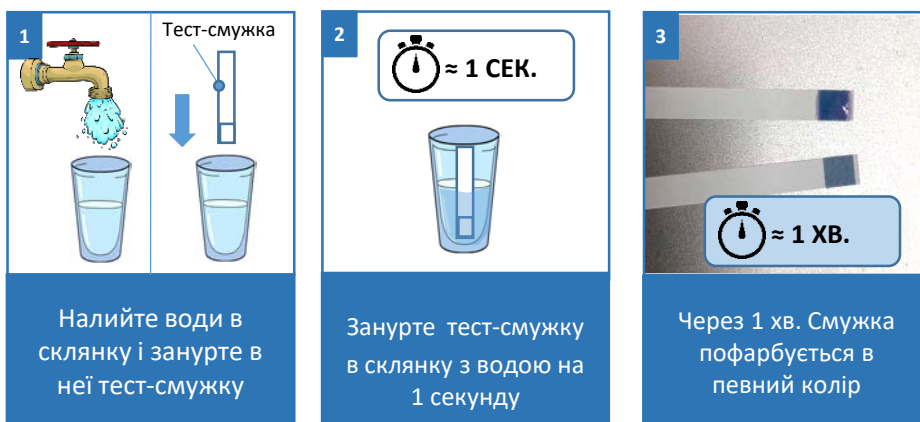 1
Тест-смужка
Налийте води в
склянку і занурте в
неї тест-смужку
2
≈ 1 СЕК.
Занурте тест-смужку
в склянку з водою на
1 секунду
3
≈ 1 ХВ.
Через 1 хв. Смужка
пофарбується в
певний колір